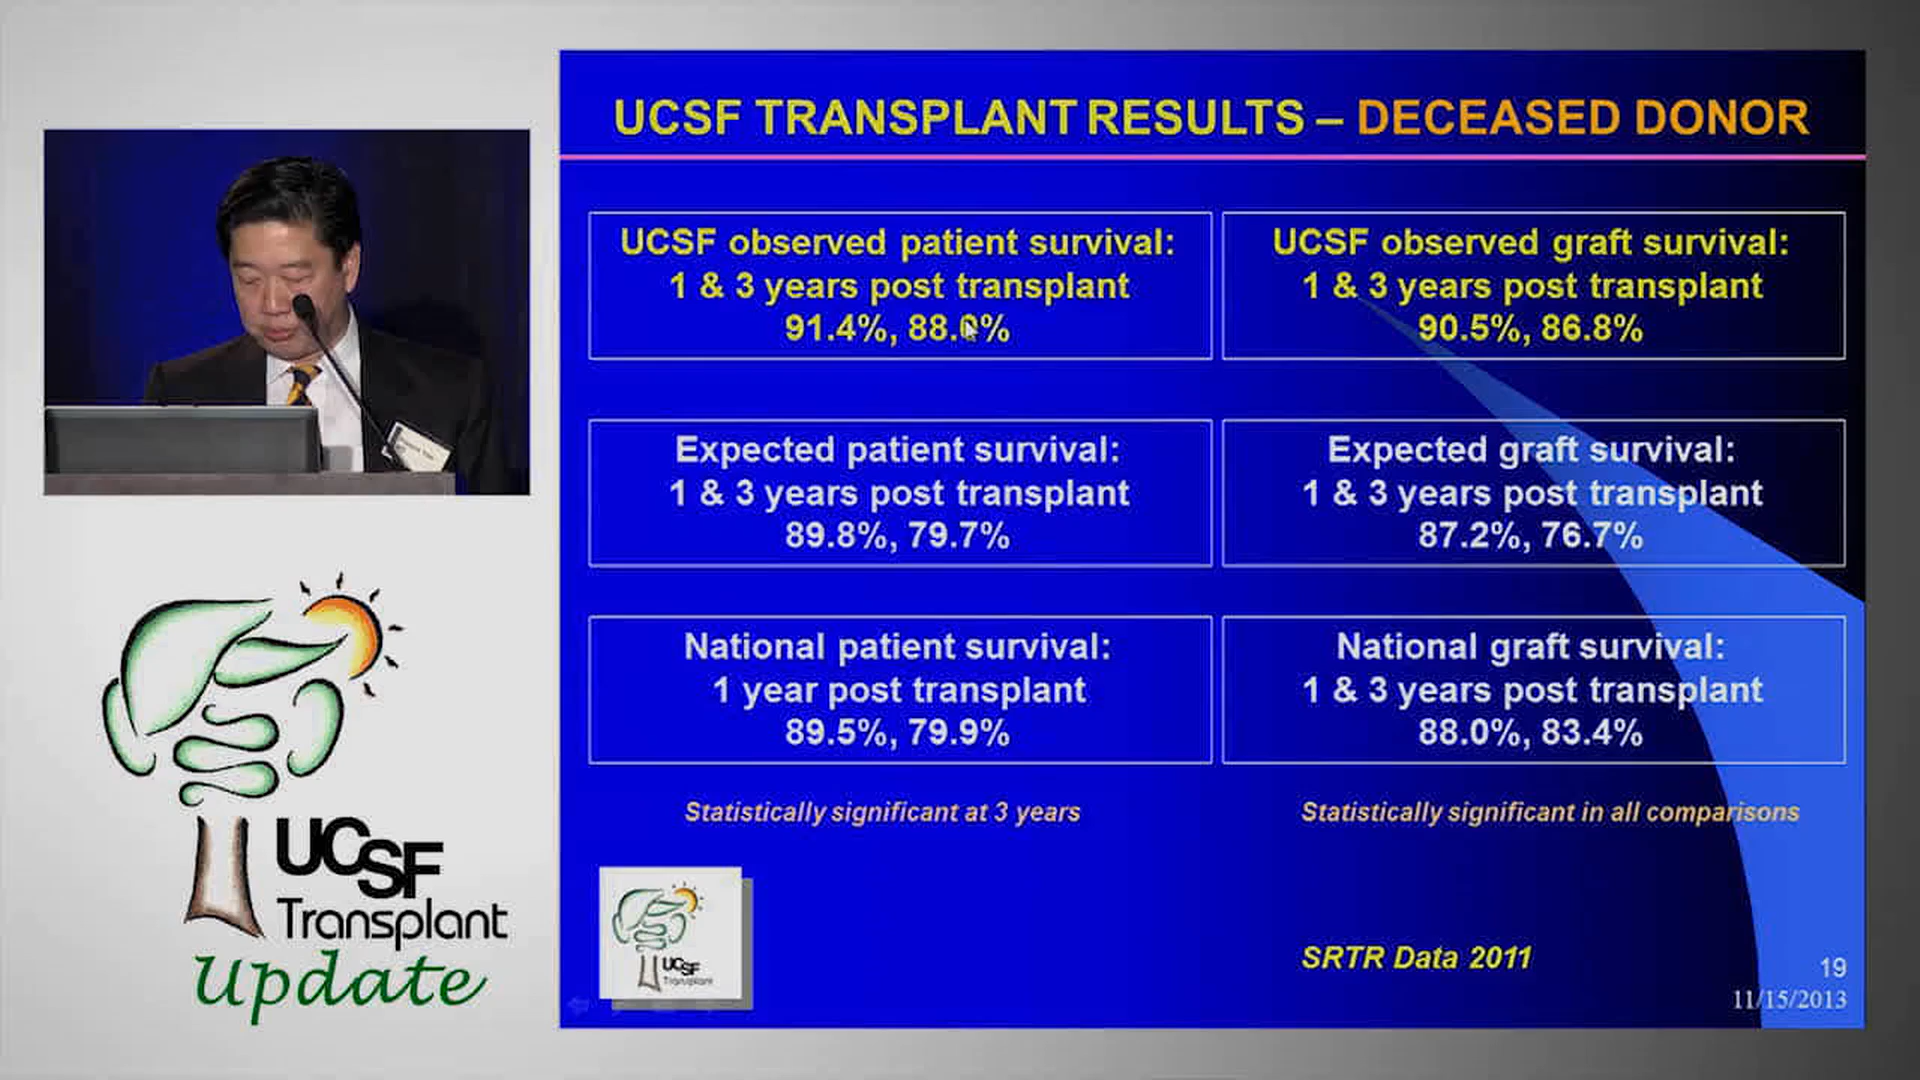 UCSF TRANSPLANT RESULTS – DECEASED DONOR
UCSF observed patient survival:
1 & 3 years post transplant
91.4%,
UCSF observed graft survival:
1 & 3 years post transplant
90.5%, 86.8%
Expected patient survival:
1 & 3 years post transplant
89.8%, 79.7%
Expected graft survival:
1 & 3 years post transplant
87.2%, 76.7%
National patient survival:
1 year post transplant
89.5%, 79.9%
National graft survival:
1 & 3 years post transplant
88.0%, 83.4%
Statistically significant at 3 years
Statistically significant in all comparisons
UCSF
Transplant
SRTR Data 2011
19
11/15/2013
UCSF
Transplant
Update